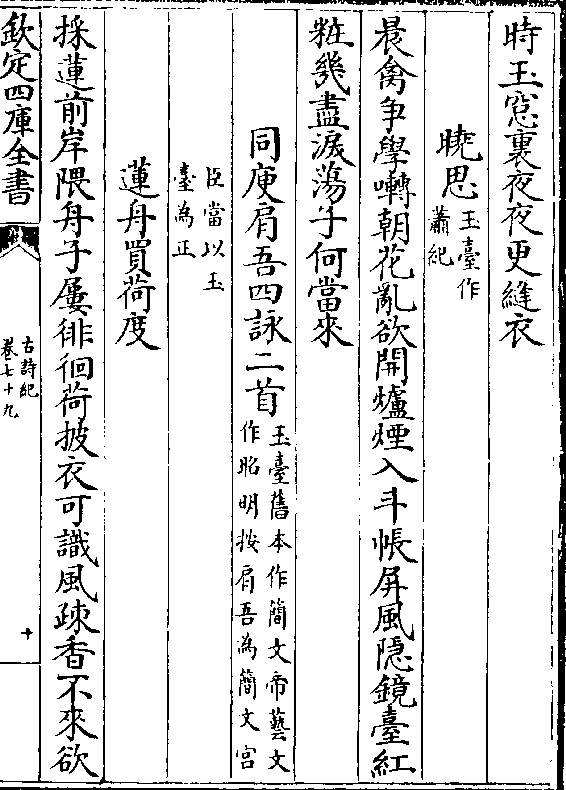 時玉窓裏夜夜更縫衣
曉思玉臺作
蕭紀
晨禽争學囀朝花亂欲開爐煙入斗帳屏風隱鏡臺紅
粧幾盡淚蕩子何當來
同庾肩吾四詠二首玉臺舊本作簡文帝藝文
作昭明按肩吾為簡文宫
臣當以玉
臺為正
蓮舟買荷度
採蓮前岸隈舟子屢徘徊荷披衣可識風疎香不來欲
欽定四庫全書
古詩紀
卷七十九
十